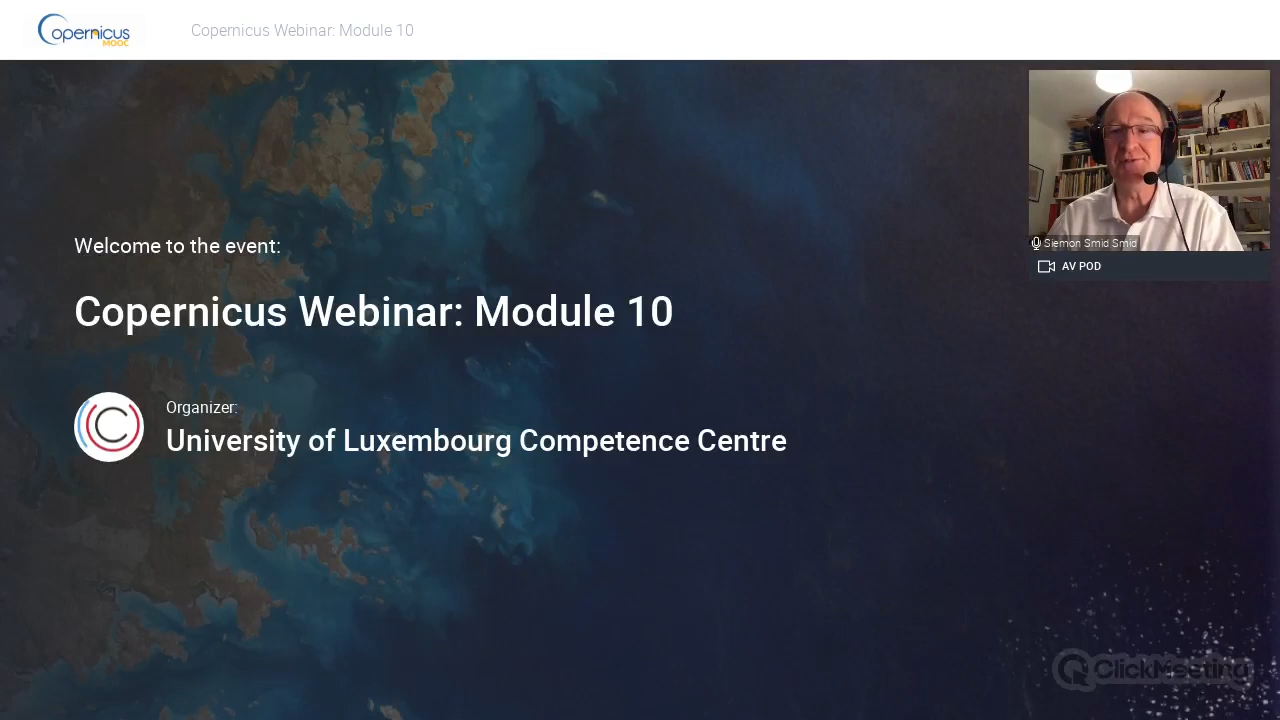 Copernicus
MOOC
Copernicus Webinar: Module 10
Siemon Smid Smid
AV POD
Welcome to the event:
Copernicus Webinar: Module 10
Organizer:
University of Luxembourg Competence Centre
ClickMeeting